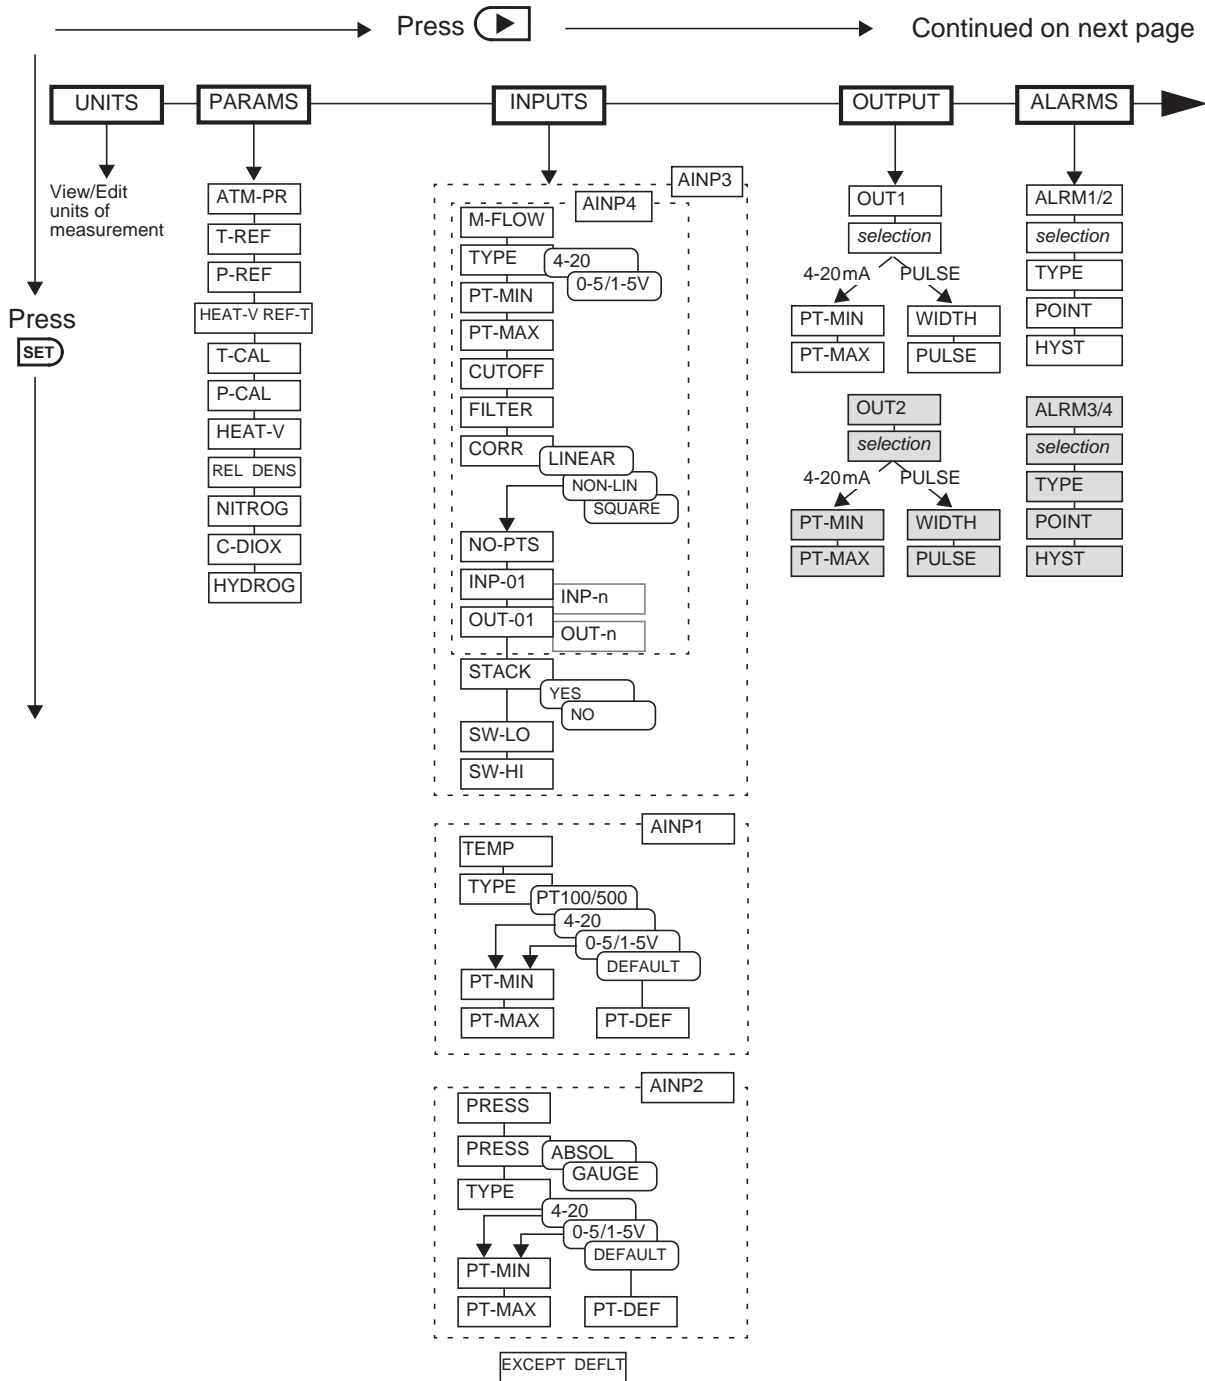 Press
Continued on next page
UNITS
PARAMS
INPUTS
OUTPUT
ALARMS
View/Edit
units of
measurement
Press
SET
ATM-PR
T-REF
P-REF
HEAT-V REF-T
T-CAL
P-CAL
HEAT-V
REL DENS
NITROG
C-DIOX
HYDROG
AINP3
AINP4
M-FLOW
TYPE
4-20
0-5/1-5V
PT-MIN
PT-MAX
CUTOFF
FILTER
CORR
LINEAR
NON-LIN
SQUARE
NO-PTS
INP-01
INP-n
OUT-01
OUT-n
STACK
YES
NO
SW-LO
SW-HI
AINP1
TEMP
TYPE
PT100/500
4-20
0-5/1-5V
DEFAULT
PT-MIN
PT-MAX
PT-DEF
AINP2
PRESS
PRESS
ABSOL
GAUGE
TYPE
4-20
0-5/1-5V
DEFAULT
PT-MIN
PT-MAX
PT-DEF
EXCEPT DEFLT
OUT1
selection
4-20mA PULSE
PT-MIN WIDTH
PT-MAX PULSE
OUT2
selection
4-20mA PULSE
PT-MIN WIDTH
PT-MAX PULSE
ALRM1/2
selection
TYPE
POINT
HYST
ALRM3/4
selection
TYPE
POINT
HYST